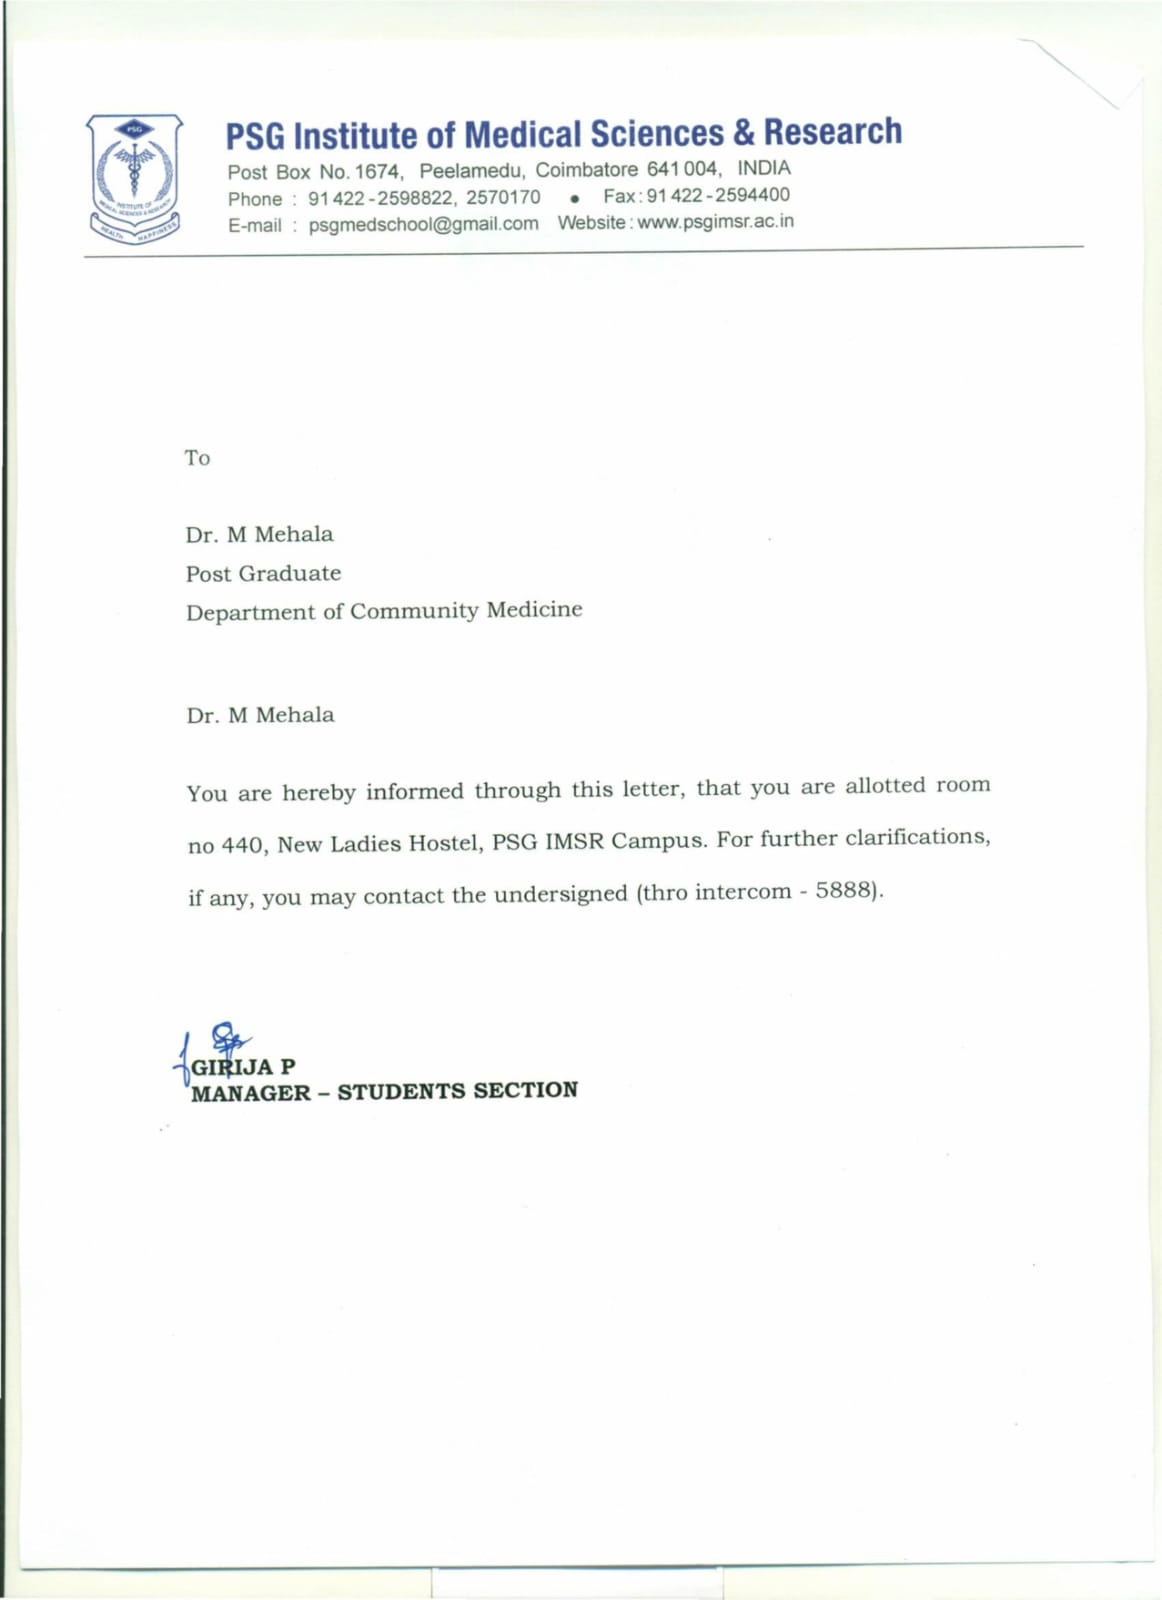 PSG
INSTITUTE OF
MEDICAL SCIENCES & RESEARCH
HEALTH HAPPINESS
PSG Institute of Medical Sciences & Research
Post Box No. 1674, Peelamedu, Coimbatore 641 004, INDIA
Phone : 91 422 - 2598822, 2570170 • Fax : 91 422 - 2594400
E-mail : psgmedschool@gmail.com Website : www.psgimsr.ac.in
To
Dr. M Mehala
Post Graduate
Department of Community Medicine
Dr. M Mehala
You are hereby informed through this letter, that you are allotted room
no 440, New Ladies Hostel, PSG IMSR Campus. For further clarifications,
if any, you may contact the undersigned (thro intercom - 5888).
GIRIJA P
MANAGER – STUDENTS SECTION